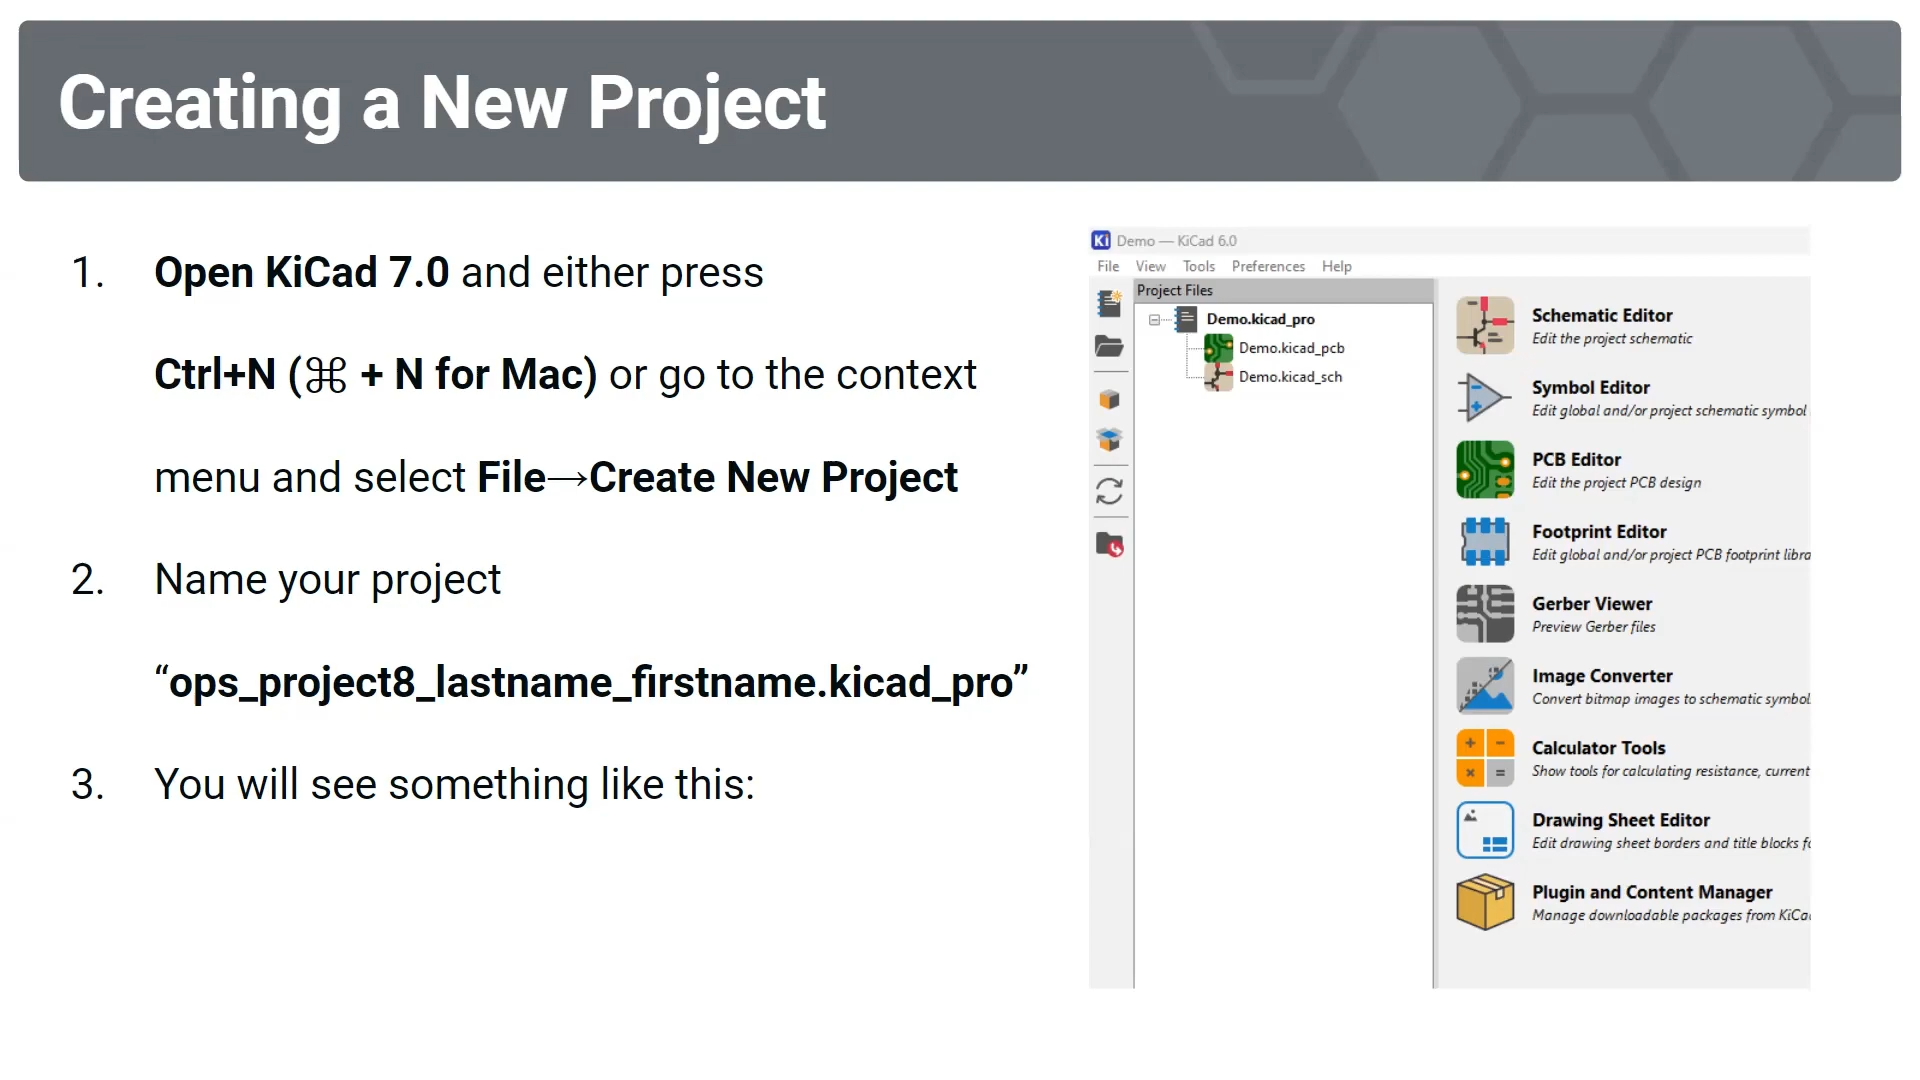 Creating a New Project
1. Open KiCad 7.0 and either press
Ctrl+N (⌘ + N for Mac) or go to the context
menu and select File→Create New Project
2. Name your project
“ops_project8_lastname_firstname.kicad_pro”
3. You will see something like this:
Ki Demo — KiCad 6.0
File View Tools Preferences Help
Project Files
Demo.kicad_pro
Demo.kicad_pcb
Demo.kicad_sch
Schematic Editor
Edit the project schematic
Symbol Editor
Edit global and/or project schematic symbol
PCB Editor
Edit the project PCB design
Footprint Editor
Edit global and/or project PCB footprint libra
Gerber Viewer
Preview Gerber files
Image Converter
Convert bitmap images to schematic symbol
Calculator Tools
Show tools for calculating resistance, current
Drawing Sheet Editor
Edit drawing sheet borders and title blocks fo
Plugin and Content Manager
Manage downloadable packages from KiCad